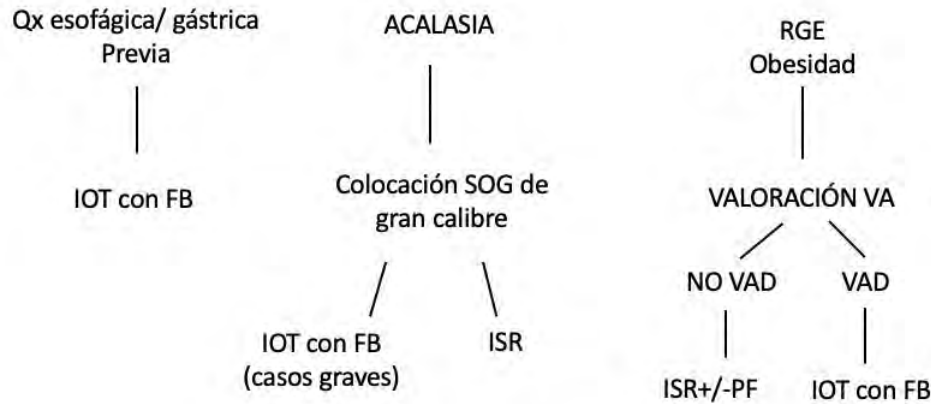 Qx esofágica/ gástrica
Previa
IOT con FB
ACALASIA
Colocación SOG de
gran calibre
IOT con FB
(casos graves)
ISR
RGE
Obesidad
VALORACIÓN VA
NO VAD
VAD
ISR+/-PF
IOT con FB